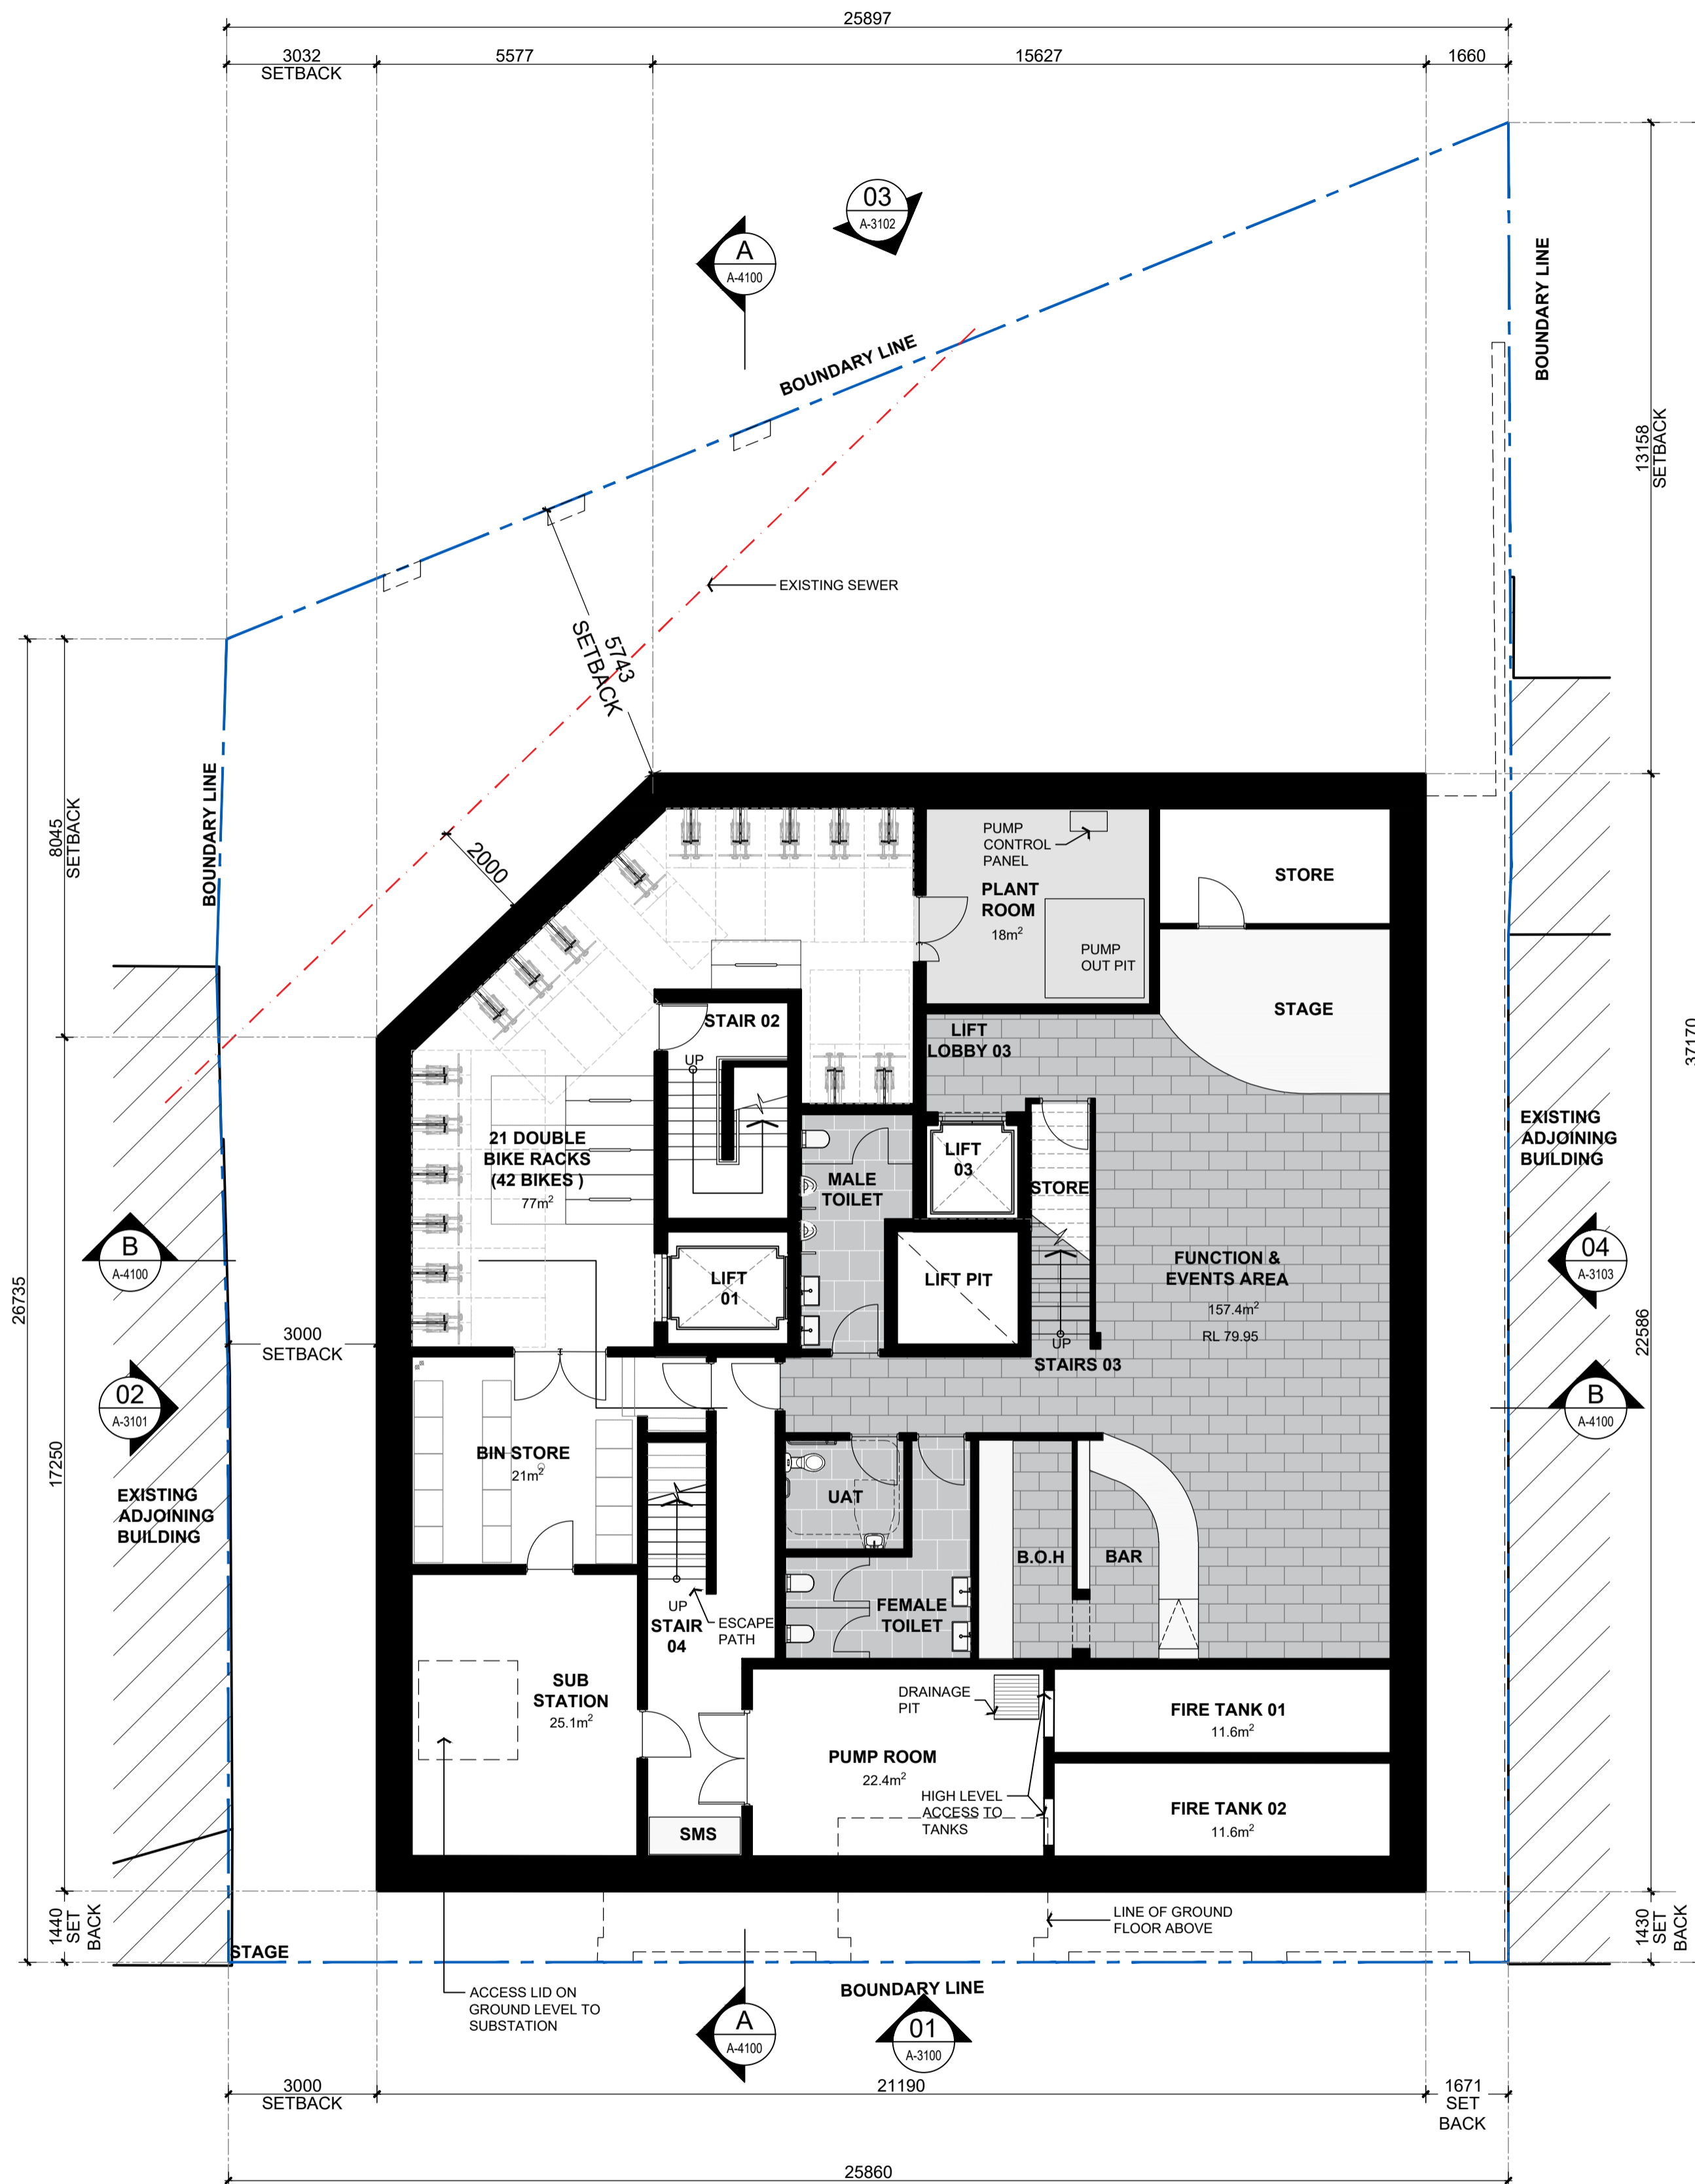 25897
3032
SETBACK
5577
15627
1660
03
A-3102
A
A-4100
BOUNDARY LINE
BOUNDARY LINE
13158
SETBACK
EXISTING SEWER
5743
SETBACK
BOUNDARY LINE
8045
SETBACK
2000
PUMP
CONTROL
PANEL
PLANT
ROOM
18m²
PUMP
OUT PIT
STORE
STAGE
STAIR 02
UP
LIFT
LOBBY 03
37170
21 DOUBLE
BIKE RACKS
(42 BIKES )
77m²
MALE
TOILET
LIFT
03
STORE
EXISTING
ADJOINING
BUILDING
B
A-4100
LIFT
01
LIFT PIT
FUNCTION &
EVENTS AREA
157.4m²
RL 79.95
04
A-3103
26735
3000
SETBACK
UP
STAIRS 03
22586
02
A-3101
B
A-4100
17250
BIN STORE
21m²
EXISTING
ADJOINING
BUILDING
UAT
B.O.H
BAR
UP
STAIR
04
ESCAPE
PATH
FEMALE
TOILET
SUB
STATION
25.1m²
DRAINAGE
PIT
FIRE TANK 01
11.6m²
PUMP ROOM
22.4m²
HIGH LEVEL
ACCESS TO
TANKS
FIRE TANK 02
11.6m²
SMS
1440
SET
BACK
LINE OF GROUND
FLOOR ABOVE
1430
SET
BACK
STAGE
ACCESS LID ON
GROUND LEVEL TO
SUBSTATION
BOUNDARY LINE
A
A-4100
01
A-3100
3000
SETBACK
21190
1671
SET
BACK
25860